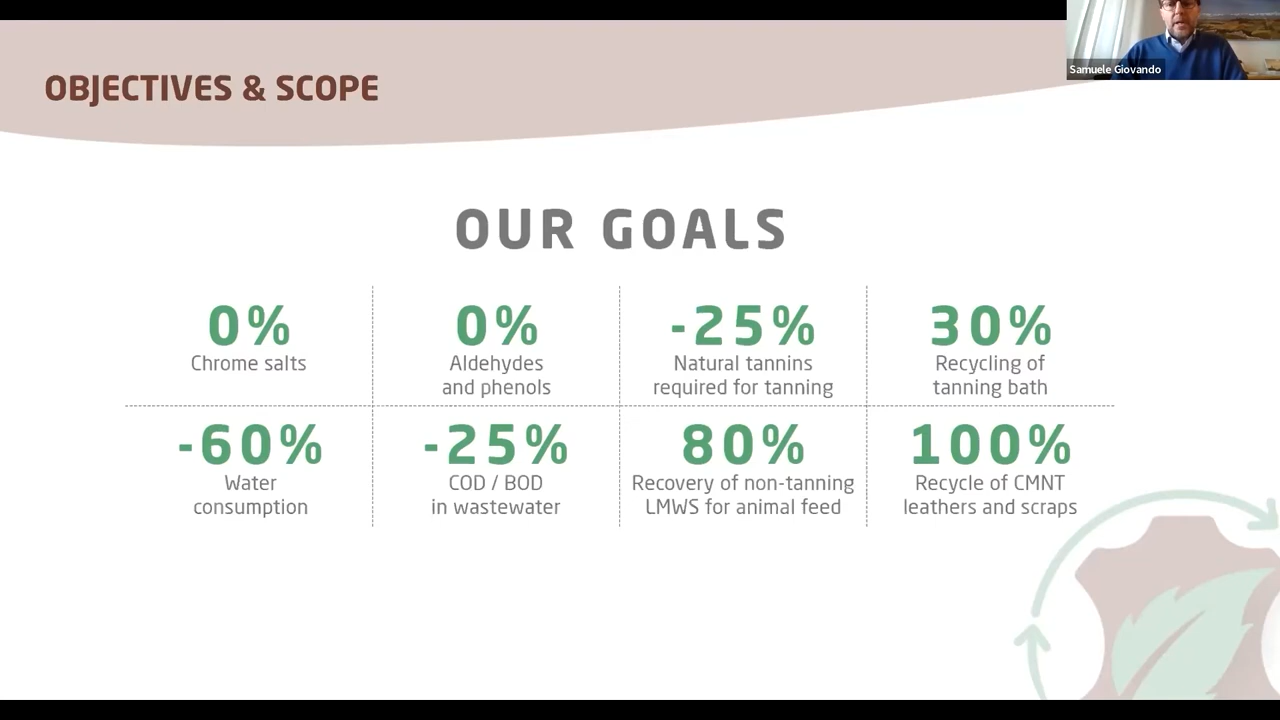 Samuele Giovando
OBJECTIVES & SCOPE
OUR GOALS
0%
Chrome salts
0%
Aldehydes
and phenols
-25%
Natural tannins
required for tanning
30%
Recycling of
tanning bath
-60%
Water
consumption
-25%
COD / BOD
in wastewater
80%
Recovery of non-tanning
LMWS for animal feed
100%
Recycle of CMNT
leathers and scraps